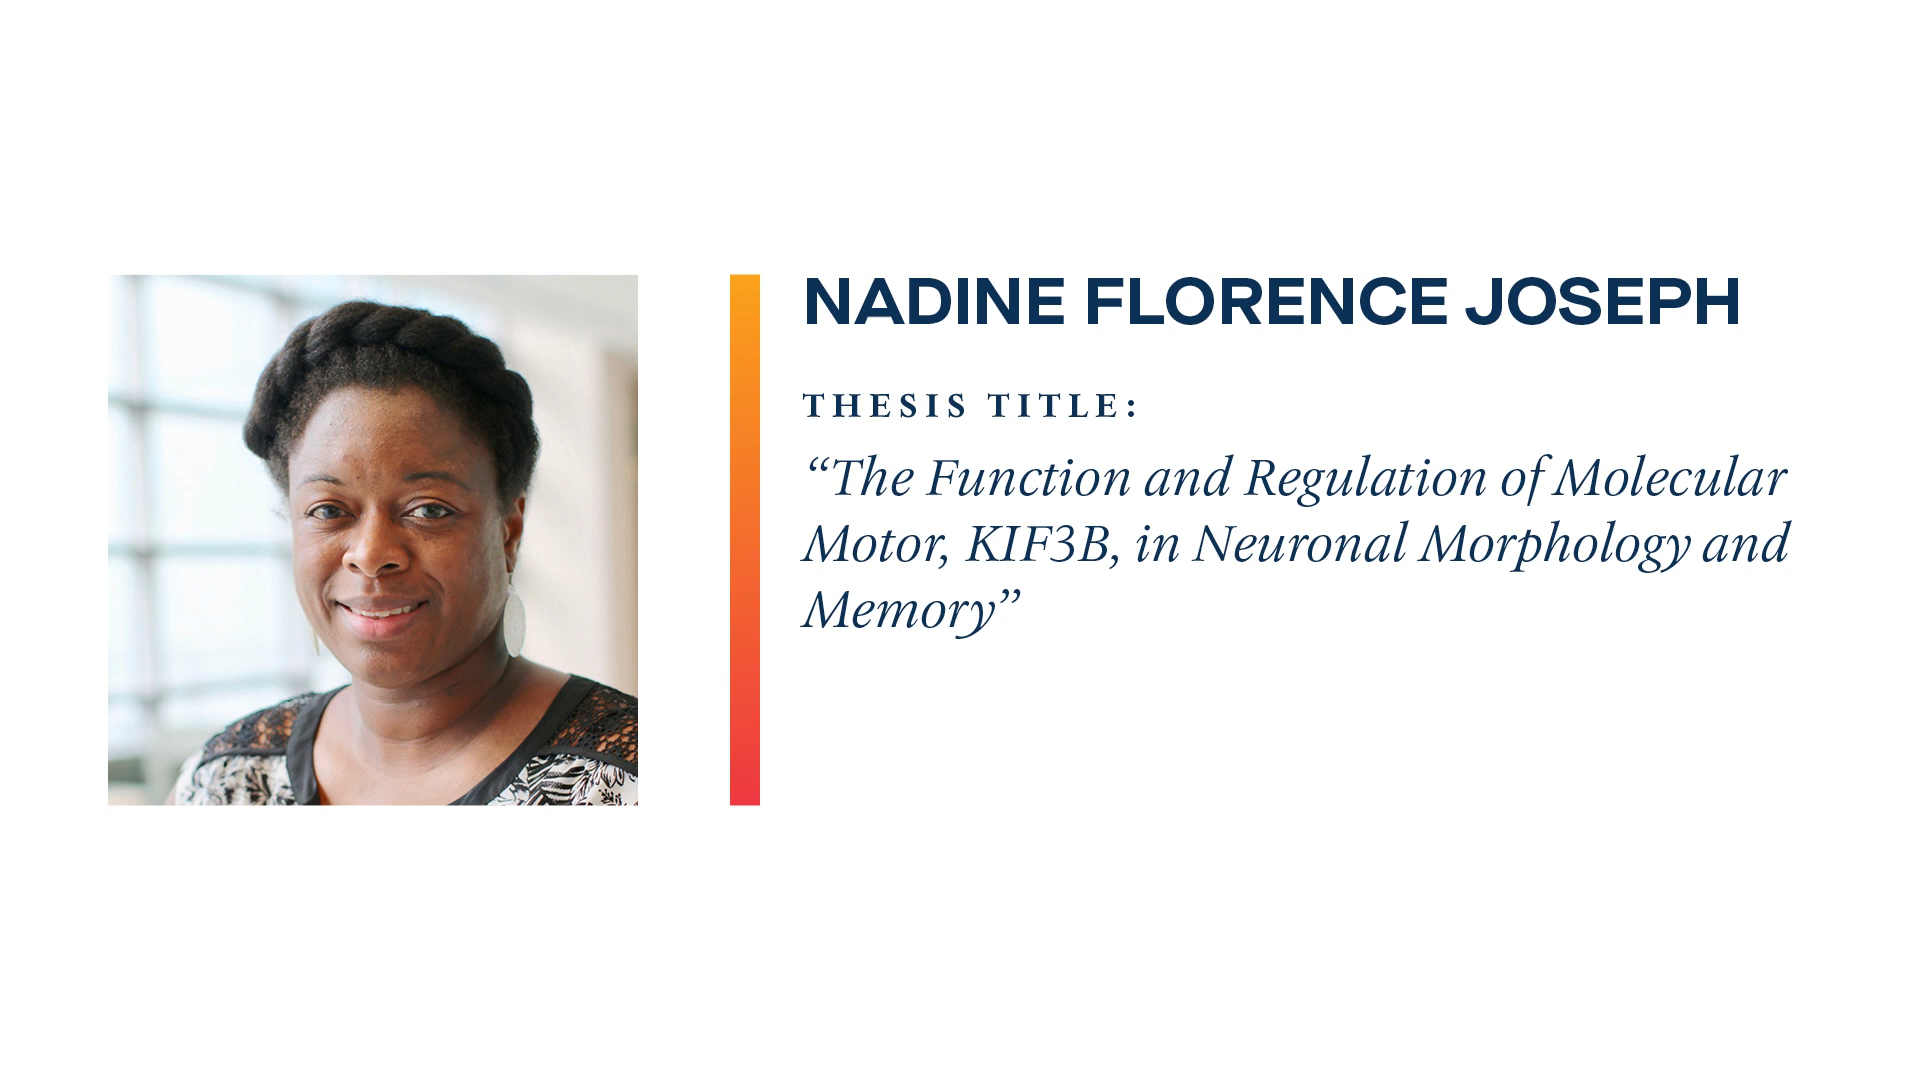 NADINE FLORENCE JOSEPH
THESIS TITLE:
“The Function and Regulation of Molecular
Motor, KIF3B, in Neuronal Morphology and
Memory”